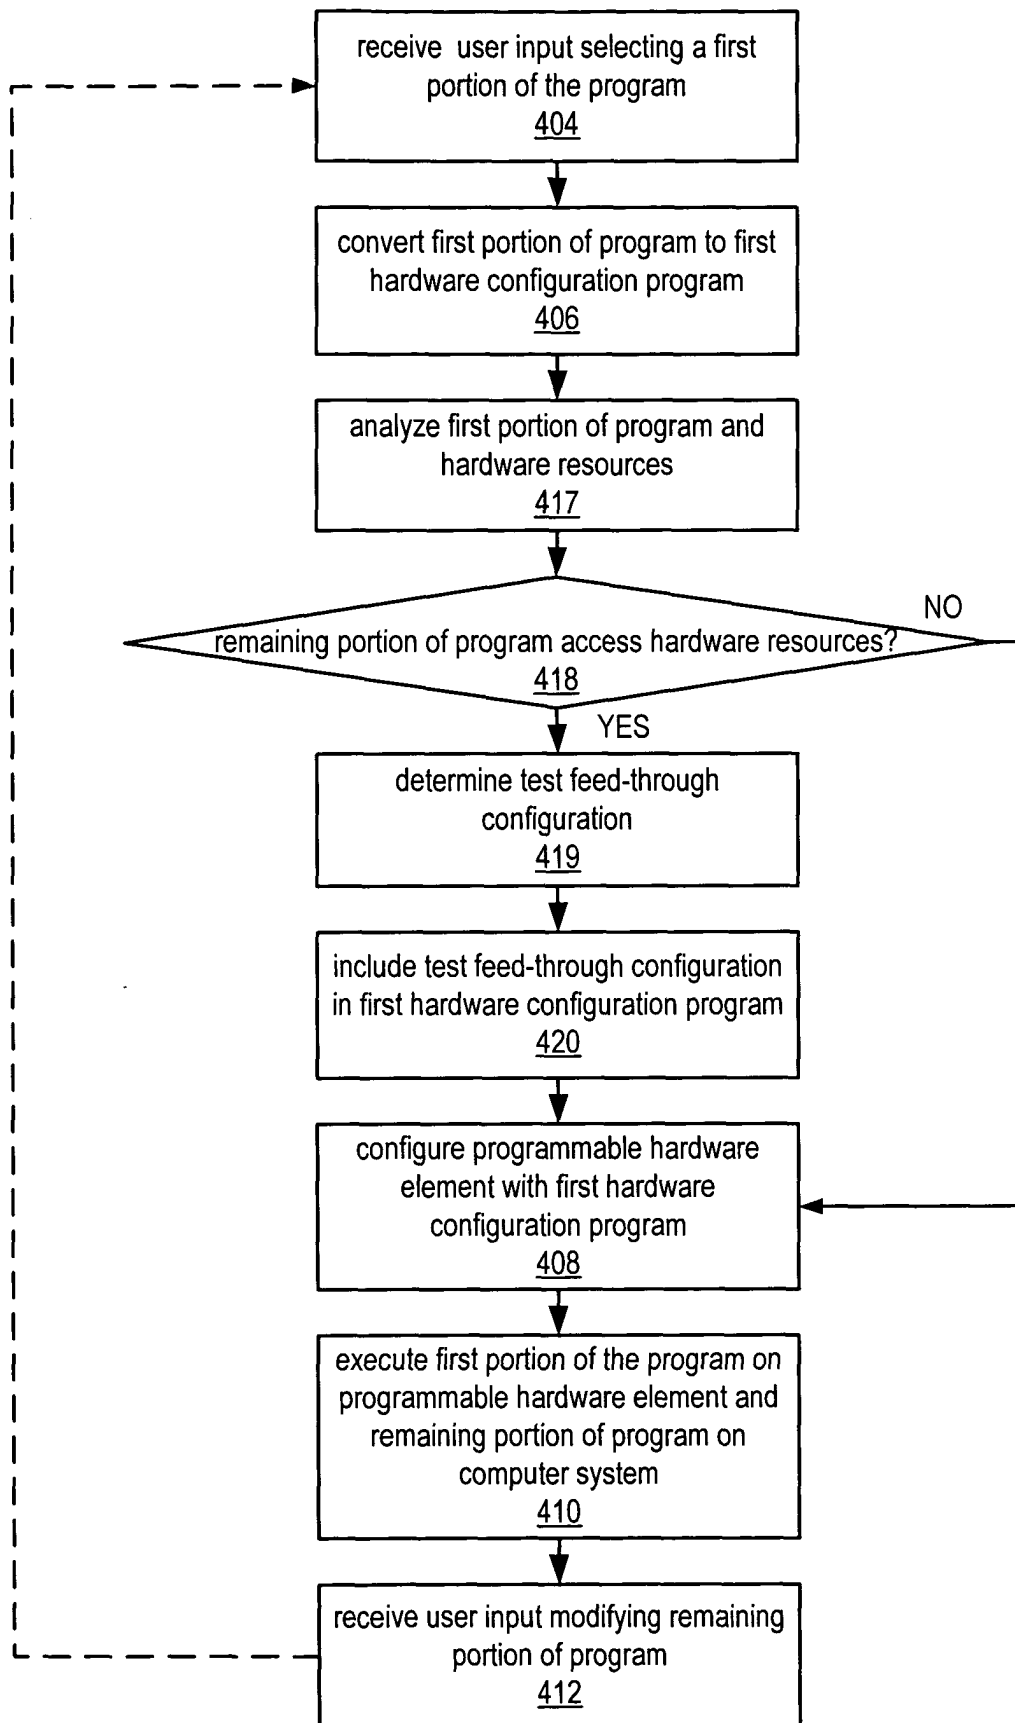 receive user input selecting a first
portion of the program
404
convert first portion of program to first
hardware configuration program
406
analyze first portion of program and
hardware resources
417
NO
remaining portion of program access hardware resources?
418
YES
determine test feed-through
configuration
419
include test feed-through configuration
in first hardware configuration program
420
configure programmable hardware
element with first hardware
configuration program
408
execute first portion of the program on
programmable hardware element and
remaining portion of program on
computer system
410
receive user input modifying remaining
portion of program
412